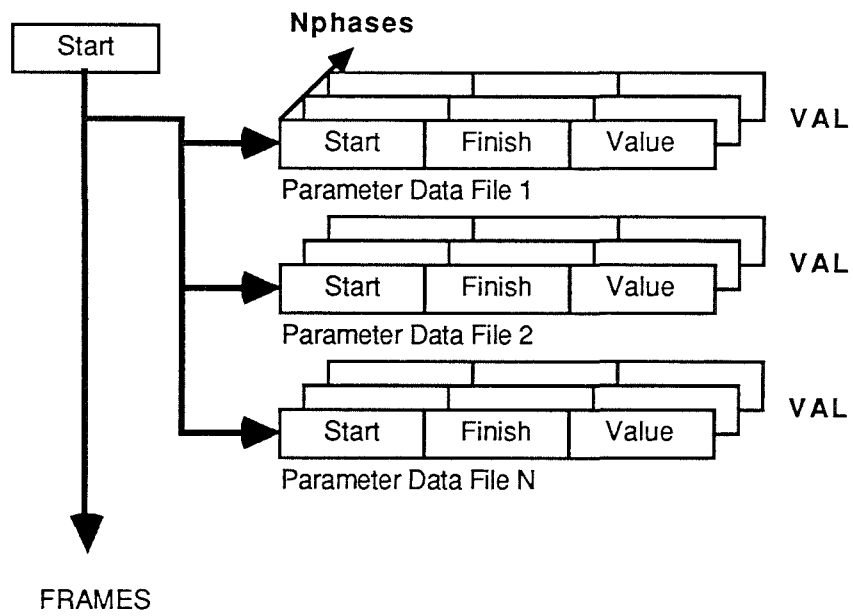 Nphases
Start
VAL
Start Finish Value
Parameter Data File 1
VAL
Start Finish Value
Parameter Data File 2
VAL
Start Finish Value
Parameter Data File N
FRAMES